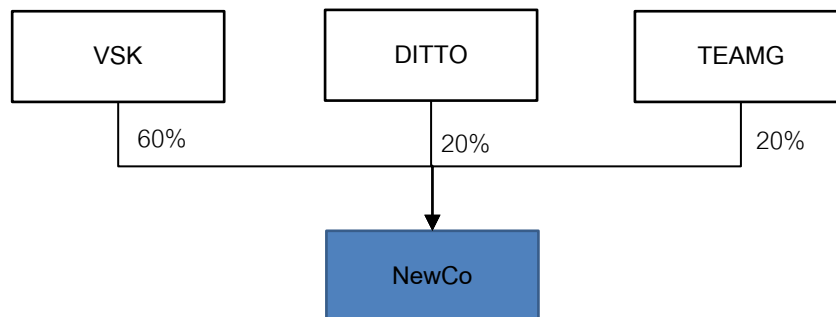 VSK
DITTO
TEAMG
60%
20%
20%
NewCo